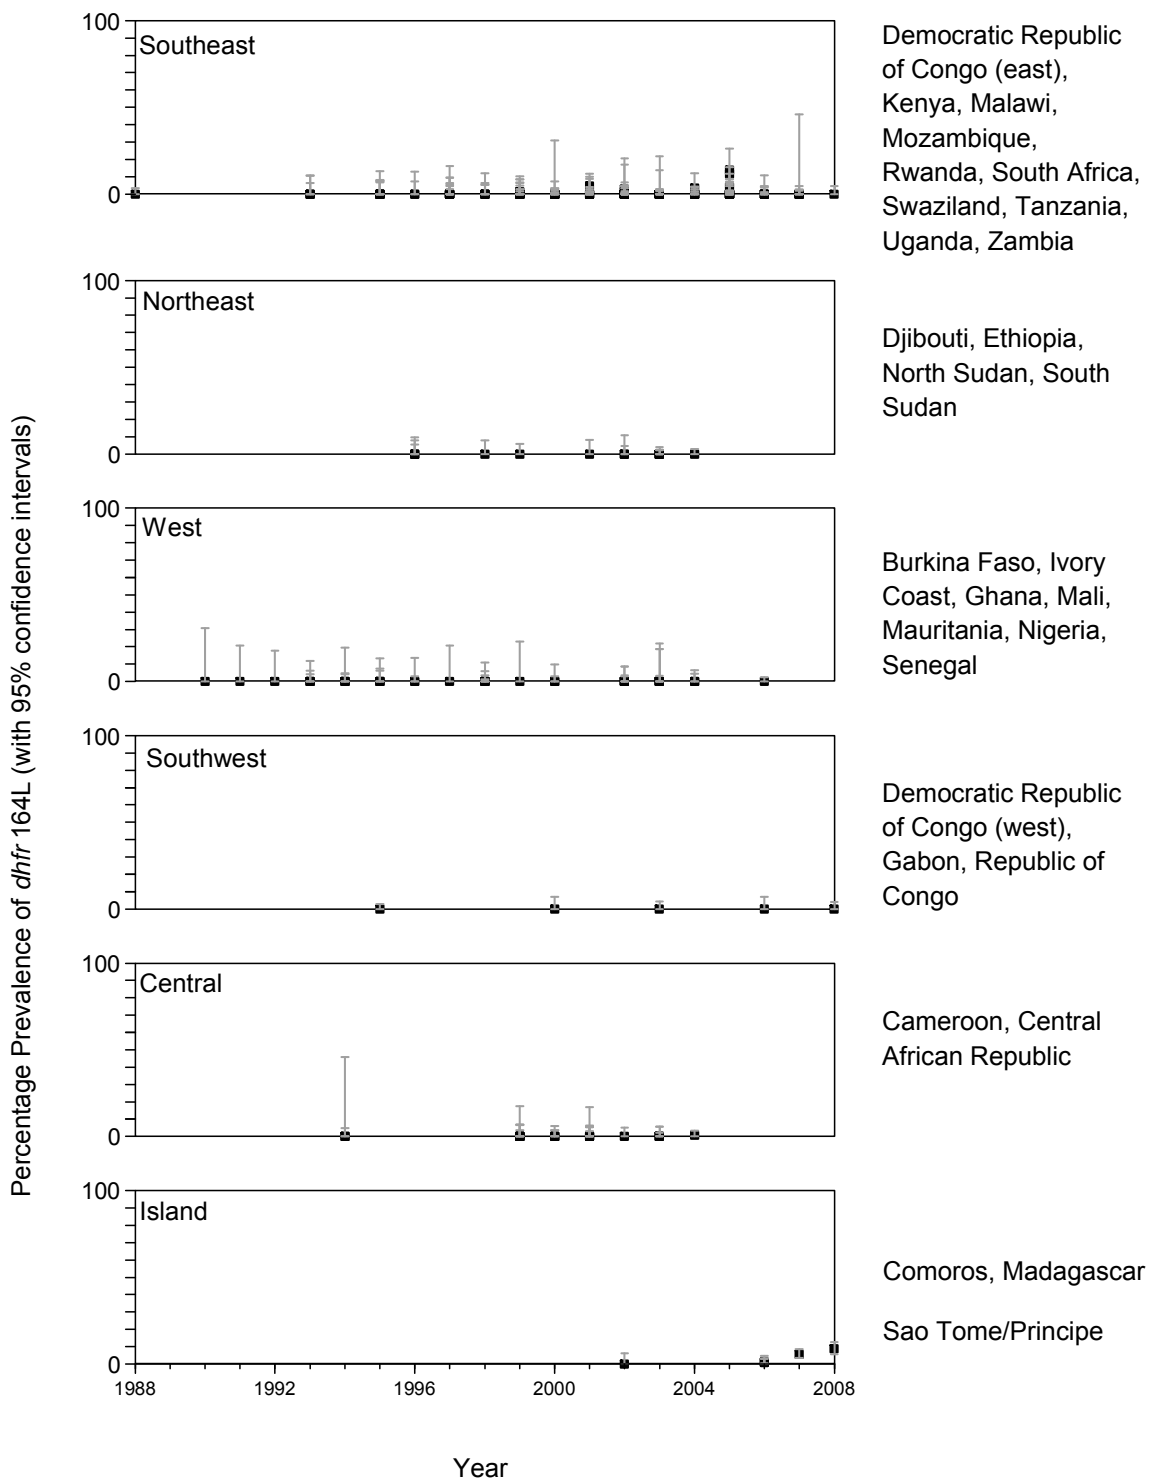 Percentage Prevalence of dhfr 164L (with 95% confidence intervals)
100
Southeast
0
Democratic Republic
of Congo (east),
Kenya, Malawi,
Mozambique,
Rwanda, South Africa,
Swaziland, Tanzania,
Uganda, Zambia
100
Northeast
0
Djibouti, Ethiopia,
North Sudan, South
Sudan
100
West
0
Burkina Faso, Ivory
Coast, Ghana, Mali,
Mauritania, Nigeria,
Senegal
100
Southwest
0
Democratic Republic
of Congo (west),
Gabon, Republic of
Congo
100
Central
0
Cameroon, Central
African Republic
100
Island
0
Comoros, Madagascar
Sao Tome/Principe
1988 1992 1996 2000 2004 2008
Year